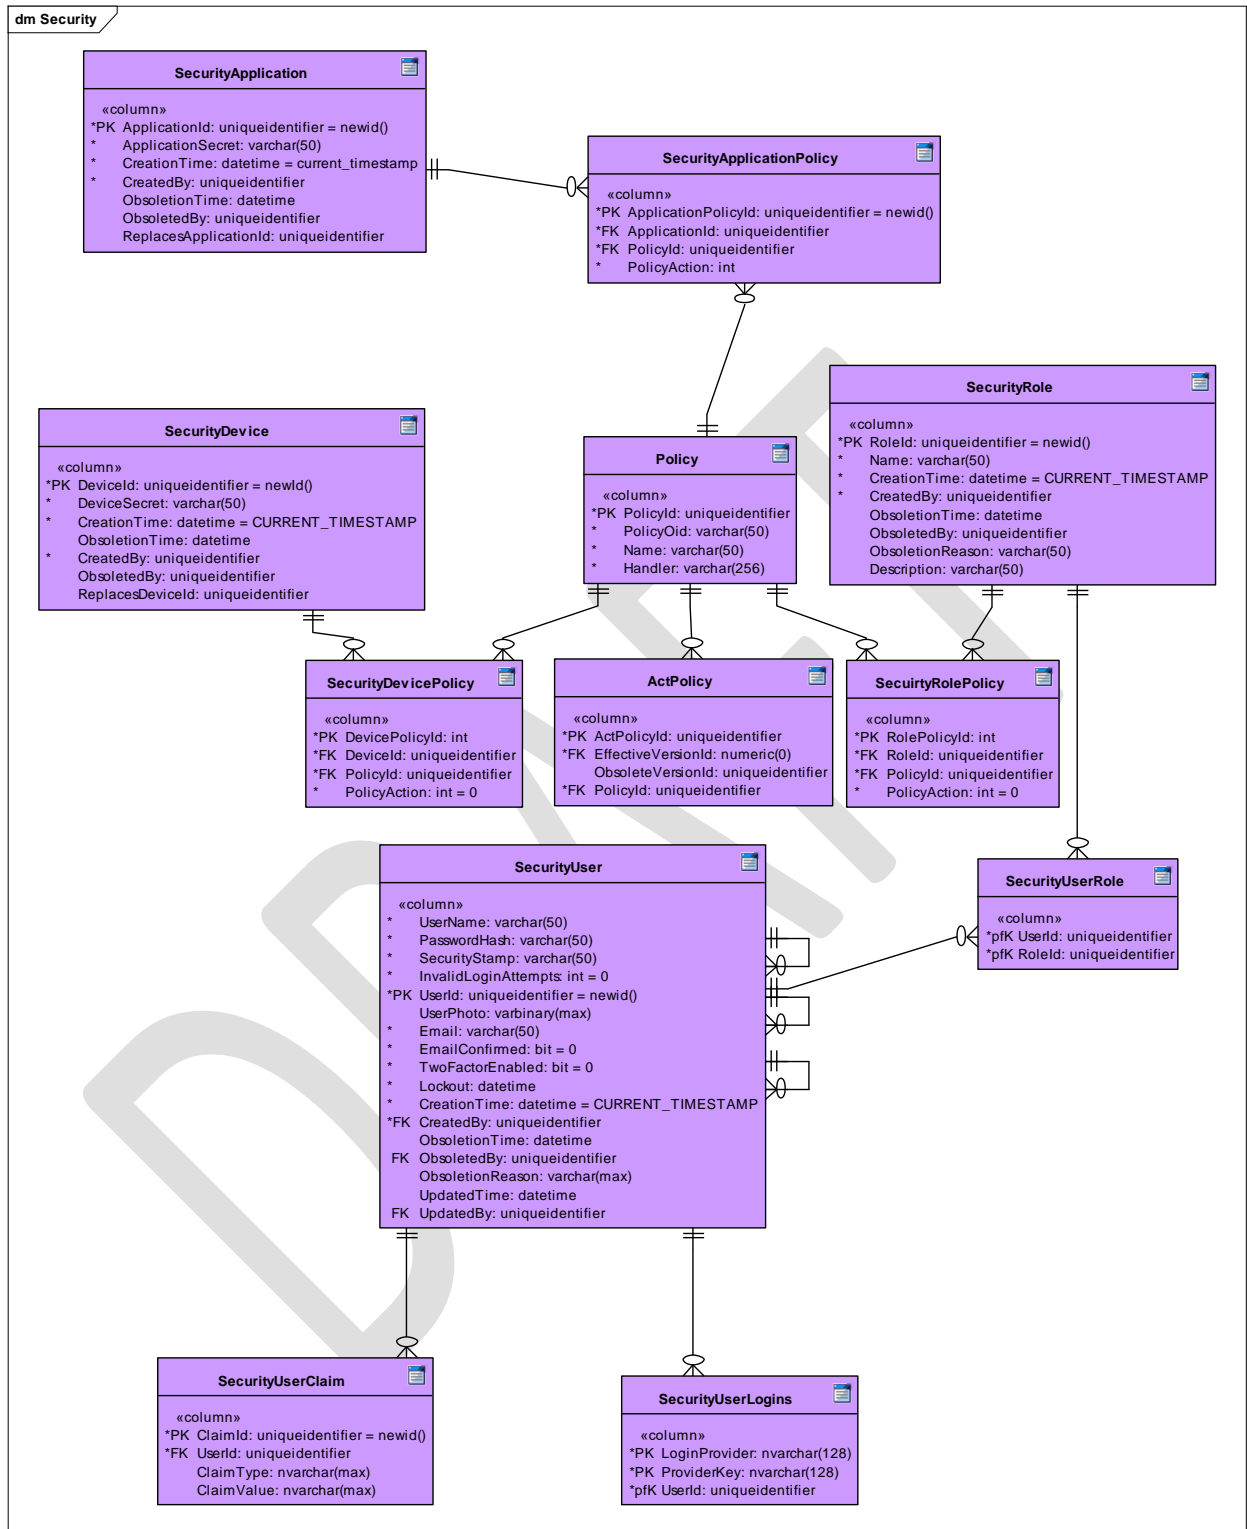 dm Security
SecurityApplication
«column»
*PK ApplicationId: uniqueidentifier = newid()
* ApplicationSecret: varchar(50)
* CreationTime: datetime = current_timestamp
* CreatedBy: uniqueidentifier
ObsoletionTime: datetime
ObsoletedBy: uniqueidentifier
ReplacesApplicationId: uniqueidentifier
SecurityApplicationPolicy
«column»
*PK ApplicationPolicyId: uniqueidentifier = newid()
*FK ApplicationId: uniqueidentifier
*FK PolicyId: uniqueidentifier
* PolicyAction: int
SecurityRole
«column»
*PK RoleId: uniqueidentifier = newid()
* Name: varchar(50)
* CreationTime: datetime = CURRENT_TIMESTAMP
* CreatedBy: uniqueidentifier
ObsoletionTime: datetime
ObsoletedBy: uniqueidentifier
ObsoletionReason: varchar(50)
Description: varchar(50)
SecurityDevice
«column»
*PK DeviceId: uniqueidentifier = newId()
* DeviceSecret: varchar(50)
* CreationTime: datetime = CURRENT_TIMESTAMP
ObsoletionTime: datetime
* CreatedBy: uniqueidentifier
ObsoletedBy: uniqueidentifier
ReplacesDeviceId: uniqueidentifier
Policy
«column»
*PK PolicyId: uniqueidentifier
* PolicyOid: varchar(50)
* Name: varchar(50)
* Handler: varchar(256)
SecurityDevicePolicy
«column»
*PK DevicePolicyId: int
*FK DeviceId: uniqueidentifier
*FK PolicyId: uniqueidentifier
* PolicyAction: int = 0
ActPolicy
«column»
*PK ActPolicyId: uniqueidentifier
*FK EffectiveVersionId: numeric(0)
ObsoleteVersionId: uniqueidentifier
*FK PolicyId: uniqueidentifier
SecuirtyRolePolicy
«column»
*PK RolePolicyId: int
*FK RoleId: uniqueidentifier
*FK PolicyId: uniqueidentifier
* PolicyAction: int = 0
SecurityUser
«column»
* UserName: varchar(50)
* PasswordHash: varchar(50)
* SecurityStamp: varchar(50)
* InvalidLoginAttempts: int = 0
*PK UserId: uniqueidentifier = newid()
UserPhoto: varbinary(max)
* Email: varchar(50)
* EmailConfirmed: bit = 0
* TwoFactorEnabled: bit = 0
* Lockout: datetime
* CreationTime: datetime = CURRENT_TIMESTAMP
*FK CreatedBy: uniqueidentifier
ObsoletionTime: datetime
FK ObsoletedBy: uniqueidentifier
ObsoletionReason: varchar(max)
UpdatedTime: datetime
FK UpdatedBy: uniqueidentifier
SecurityUserRole
«column»
*pfK UserId: uniqueidentifier
*pfK RoleId: uniqueidentifier
SecurityUserClaim
«column»
*PK ClaimId: uniqueidentifier = newid()
*FK UserId: uniqueidentifier
ClaimType: nvarchar(max)
ClaimValue: nvarchar(max)
SecurityUserLogins
«column»
*PK LoginProvider: nvarchar(128)
*PK ProviderKey: nvarchar(128)
*pfK UserId: uniqueidentifier
DRAFT